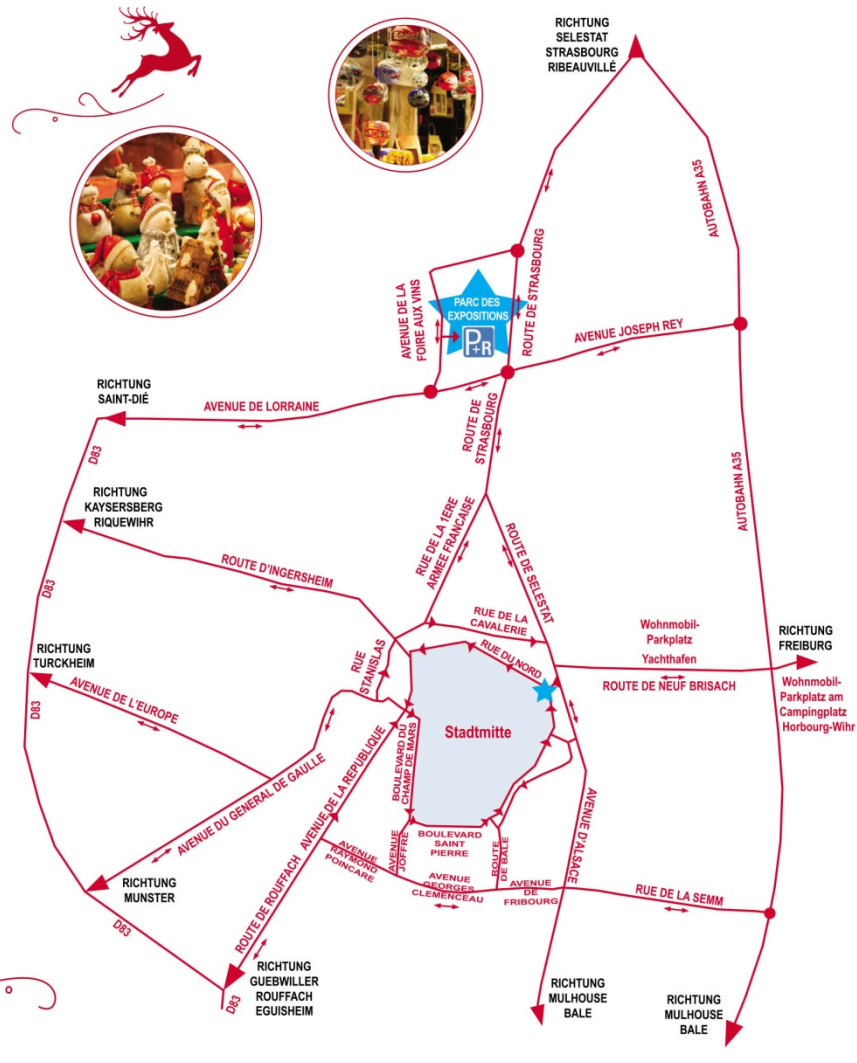 RICHTUNG
SELESTAT
STRASBOURG
RIBEAUVILLÉ
AUTOBAHN A35
ROUTE DE STRASBOURG
AVENUE DE LA
FOIRE AUX VINS
PARC DES
EXPOSITIONS
P+R
AVENUE JOSEPH REY
RICHTUNG
SAINT-DIÉ
AVENUE DE LORRAINE
ROUTE DE
STRASBOURG
D83
RICHTUNG
KAYSERSBERG
RIQUEWIHR
AUTOBAHN A35
RUE DE LA 1ERE
ARMEE FRANCAISE
ROUTE DE SELESTAT
ROUTE D'INGERSHEIM
D83
RUE DE LA
CAVALERIE
RUE DU NORD
Wohnmobil-
Parkplatz
Yachthafen
RICHTUNG
FREIBURG
RICHTUNG
TURCKHEIM
RUE
STANISLAS
ROUTE DE NEUF BRISACH
Wohnmobil-
Parkplatz am
Campingplatz
Horbourg-Wihr
AVENUE DE L'EUROPE
D83
Stadtmitte
BOULEVARD DU
CHAMP DE MARS
AVENUE DE LA REPUBLIQUE
AVENUE DU GENERAL DE GAULLE
AVENUE D'ALSACE
BOULEVARD
SAINT
PIERRE
AVENUE
JOFFRE
ROUTE
DE BALE
AVENUE
RAYMOND
POINCARE
AVENUE
GEORGES
CLEMENCEAU
AVENUE
DE
FRIBOURG
RUE DE LA SEMM
RICHTUNG
MUNSTER
ROUTE DE ROUFFACH
D83
RICHTUNG
GUEBWILLER
ROUFFACH
EGUISHEIM
D83
RICHTUNG
MULHOUSE
BALE
RICHTUNG
MULHOUSE
BALE